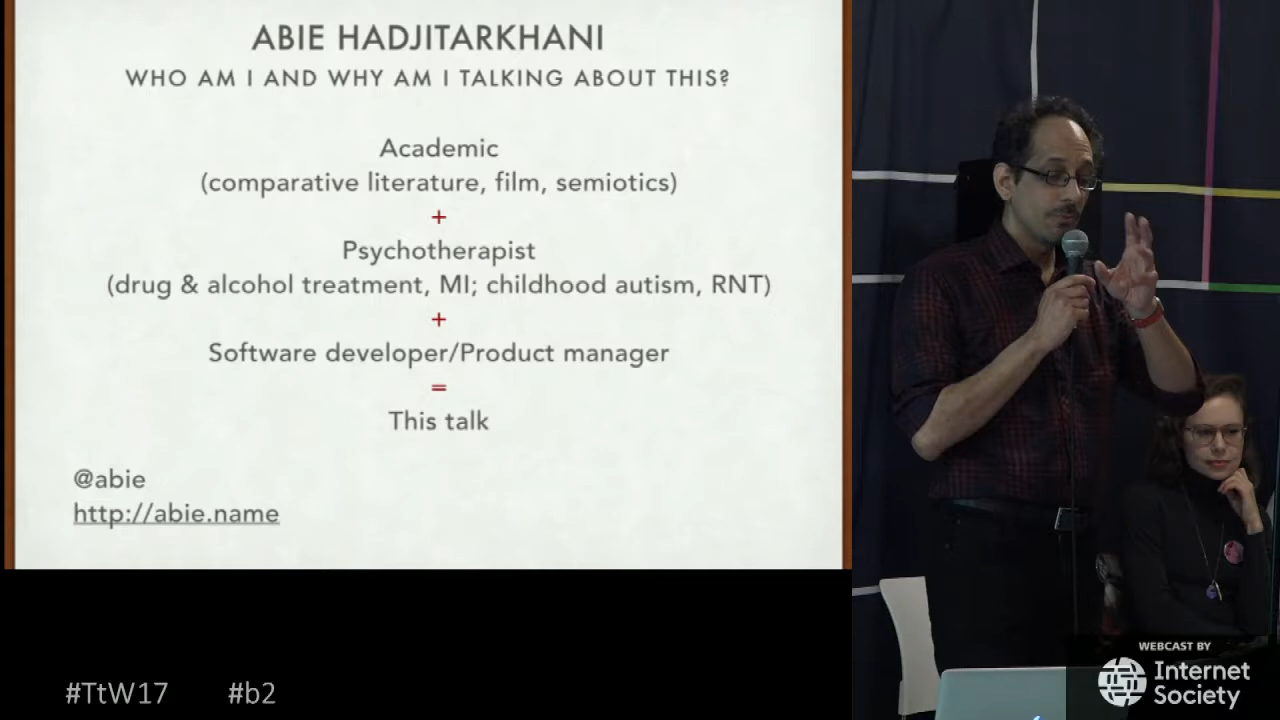 ABIE HADJITARKHANI
WHO AM I AND WHY AM I TALKING ABOUT THIS?
Academic
(comparative literature, film, semiotics)
+
Psychotherapist
(drug & alcohol treatment, MI; childhood autism, RNT)
+
Software developer/Product manager
=
This talk
@abie
http://abie.name
#TtW17 #b2
WEBCAST BY
Internet
Society